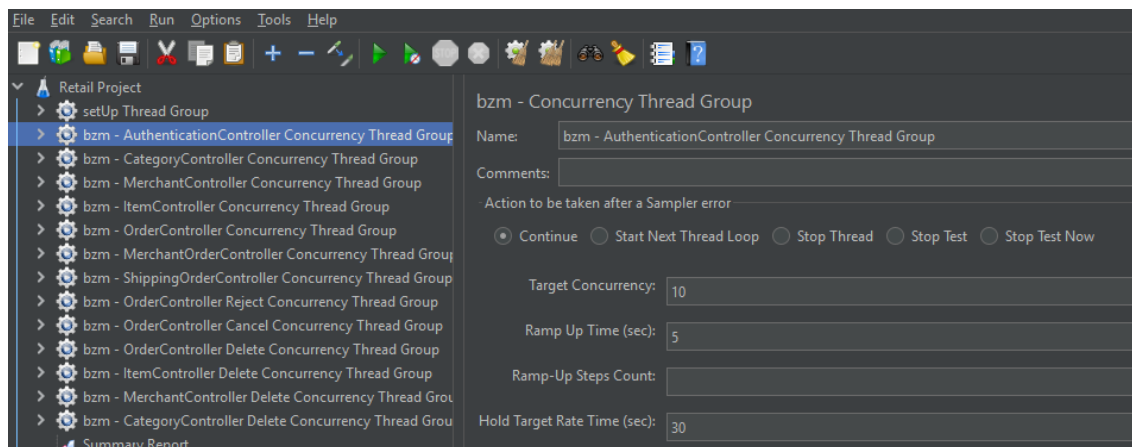 File Edit Search Run Options Tools Help
STOP
Retail Project
setUp Thread Group
bzm - AuthenticationController Concurrency Thread Group
bzm - CategoryController Concurrency Thread Group
bzm - MerchantController Concurrency Thread Group
bzm - ItemController Concurrency Thread Group
bzm - OrderController Concurrency Thread Group
bzm - MerchantOrderController Concurrency Thread Group
bzm - ShippingOrderController Concurrency Thread Group
bzm - OrderController Reject Concurrency Thread Group
bzm - OrderController Cancel Concurrency Thread Group
bzm - OrderController Delete Concurrency Thread Group
bzm - ItemController Delete Concurrency Thread Group
bzm - MerchantController Delete Concurrency Thread Grou
bzm - CategoryController Delete Concurrency Thread Grou
Summary Report
bzm - Concurrency Thread Group
Name: bzm - AuthenticationController Concurrency Thread Group
Comments:
Action to be taken after a Sampler error
Continue Start Next Thread Loop Stop Thread Stop Test Stop Test Now
Target Concurrency: 10
Ramp Up Time (sec): 5
Ramp-Up Steps Count:
Hold Target Rate Time (sec): 30